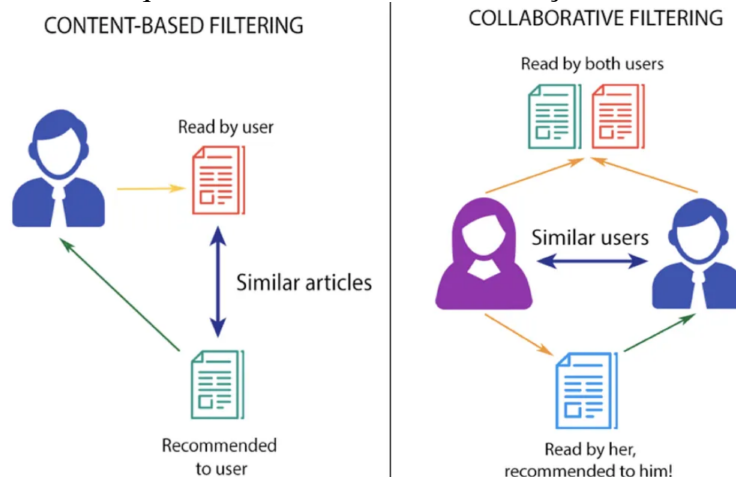 CONTENT-BASED FILTERING
Read by user
Similar articles
Recommended
to user
COLLABORATIVE FILTERING
Read by both users
Similar users
Read by her,
recommended to him!